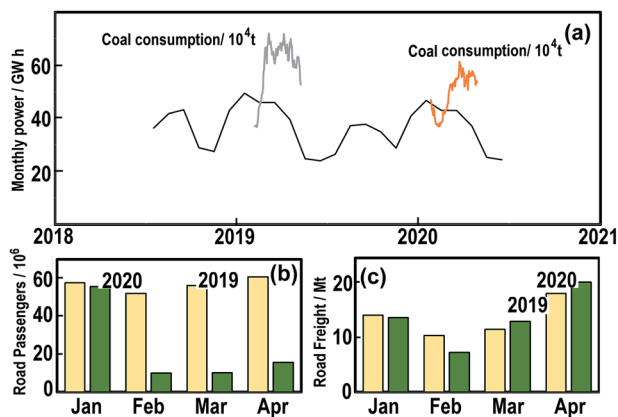 Coal consumption/ 10⁴t
Coal consumption/ 10⁴t
(a)
Monthly power / GW h
60
40
20
2018
2019
2020
2021
Road Passengers / 10⁶
60
40
20
0
2020
2019
(b)
Jan
Feb
Mar
Apr
Road Freight / Mt
20
10
0
(c)
2019
2020
Jan
Feb
Mar
Apr